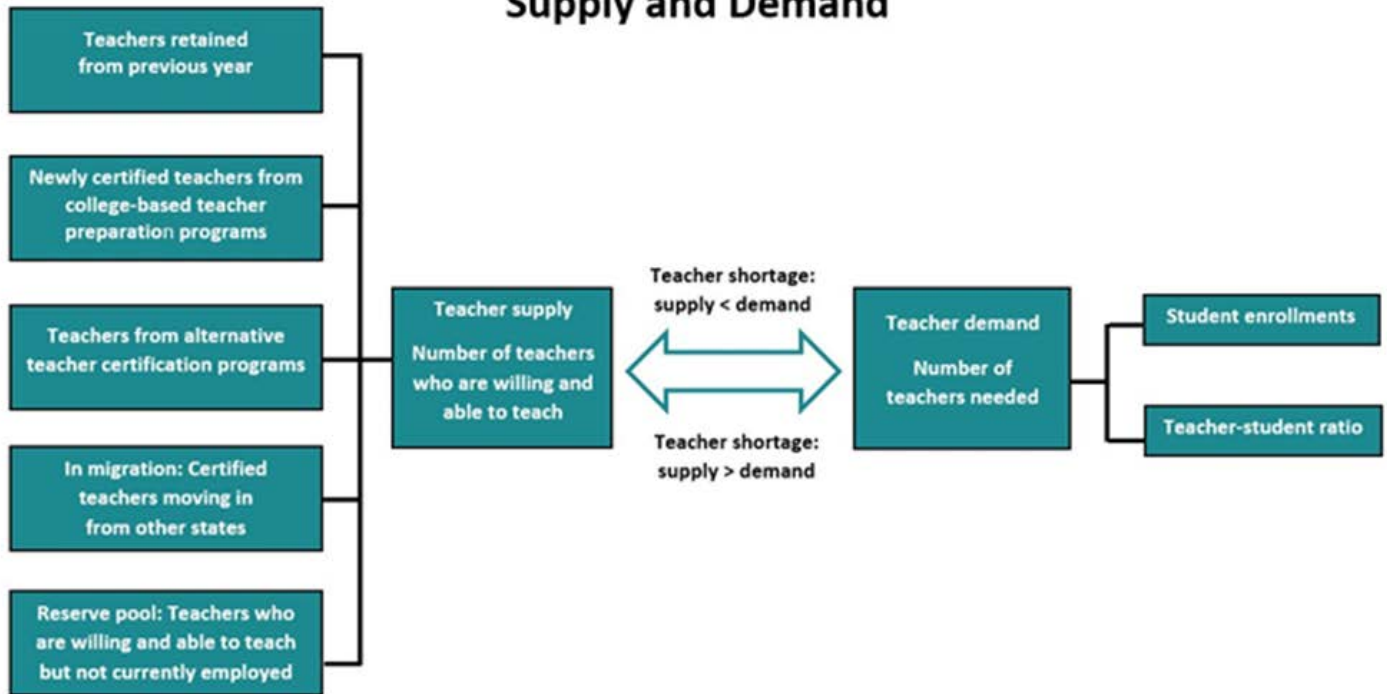 Supply and Demand
Teachers retained
from previous year
Newly certified teachers from
college-based teacher
preparation programs
Teachers from alternative
teacher certification programs
In migration: Certified
teachers moving in
from other states
Reserve pool: Teachers who
are willing and able to teach
but not currently employed
Teacher supply
Number of teachers
who are willing and
able to teach
Teacher shortage:
supply < demand
Teacher shortage:
supply > demand
Teacher demand
Number of
teachers needed
Student enrollments
Teacher-student ratio